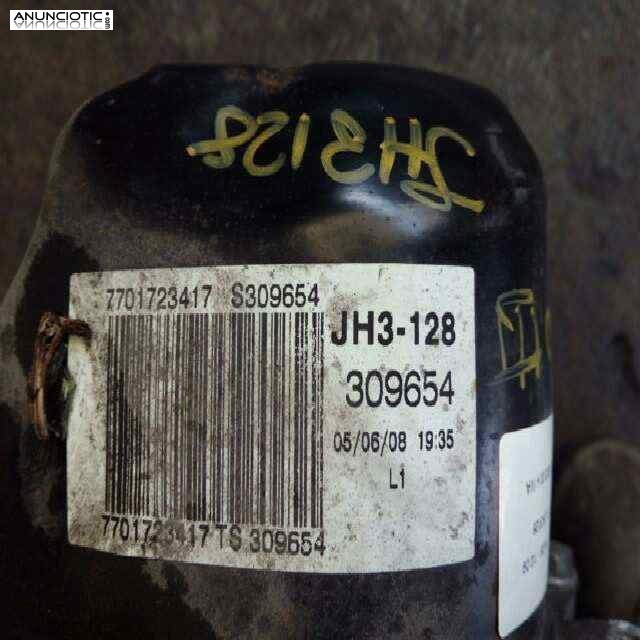 ANUNCIOTIC
JH3128
7701723417 S309654
JH3-128
309654
05/06/08 19:35
L1
7701723417 TS 309654